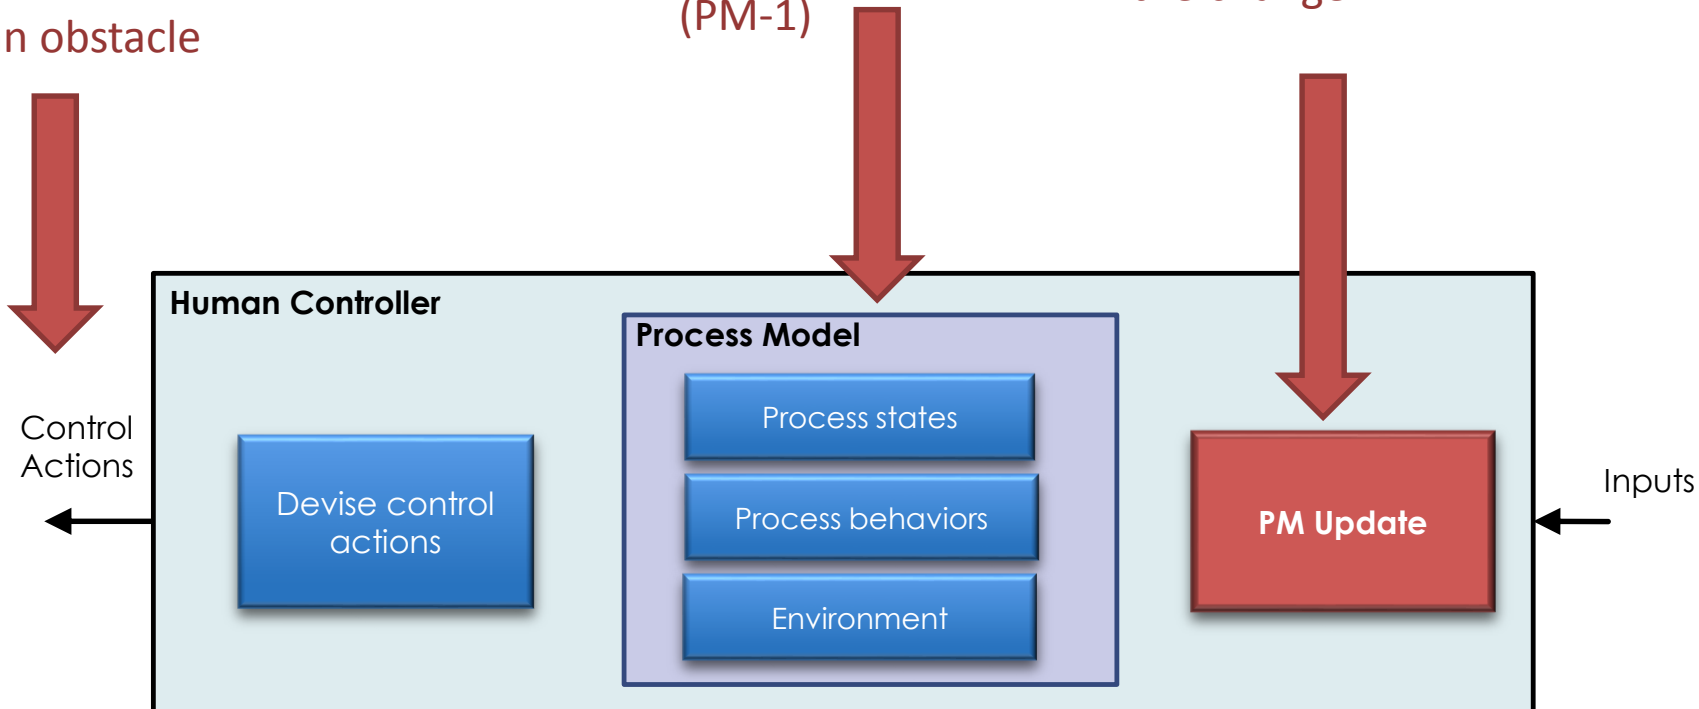 n obstacle
(PM-1)
Human Controller
Process Model
Process states
Process behaviors
Environment
Control
Actions
Devise control
actions
PM Update
Inputs